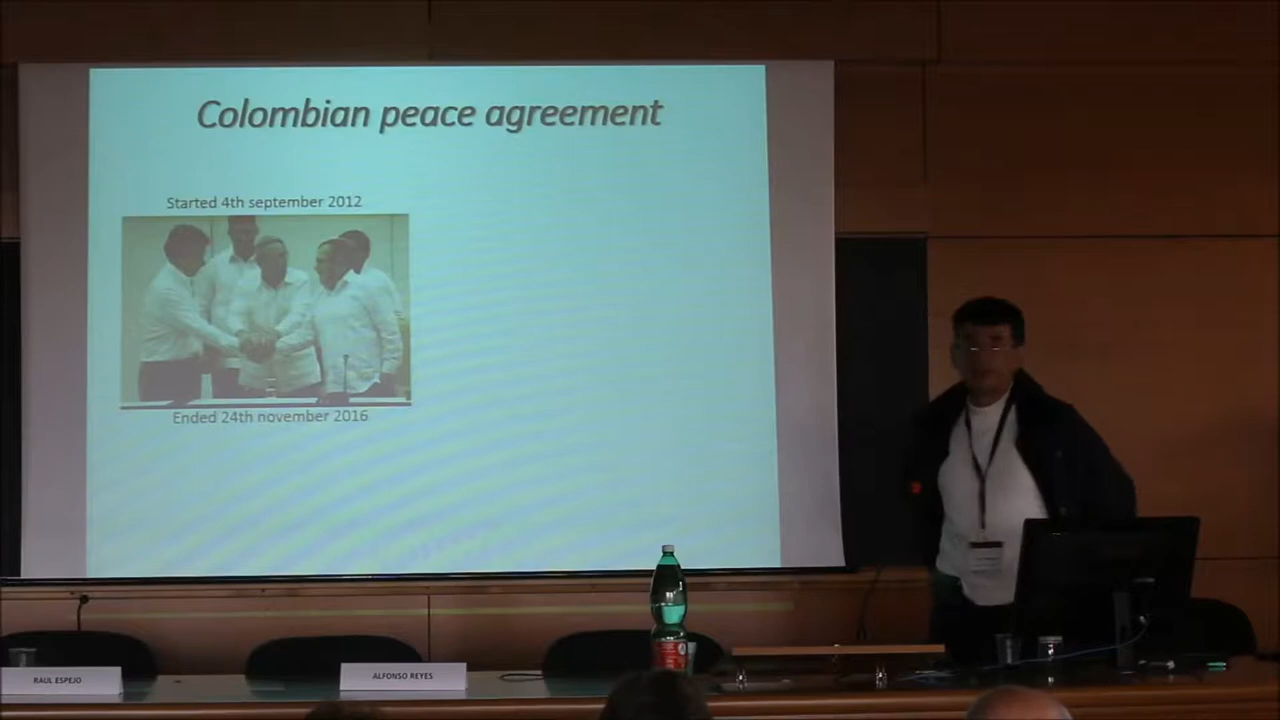 Colombian peace agreement
Started 4th september 2012
Ended 24th november 2016
RAUL ESPEJO
ALFONSO REYES